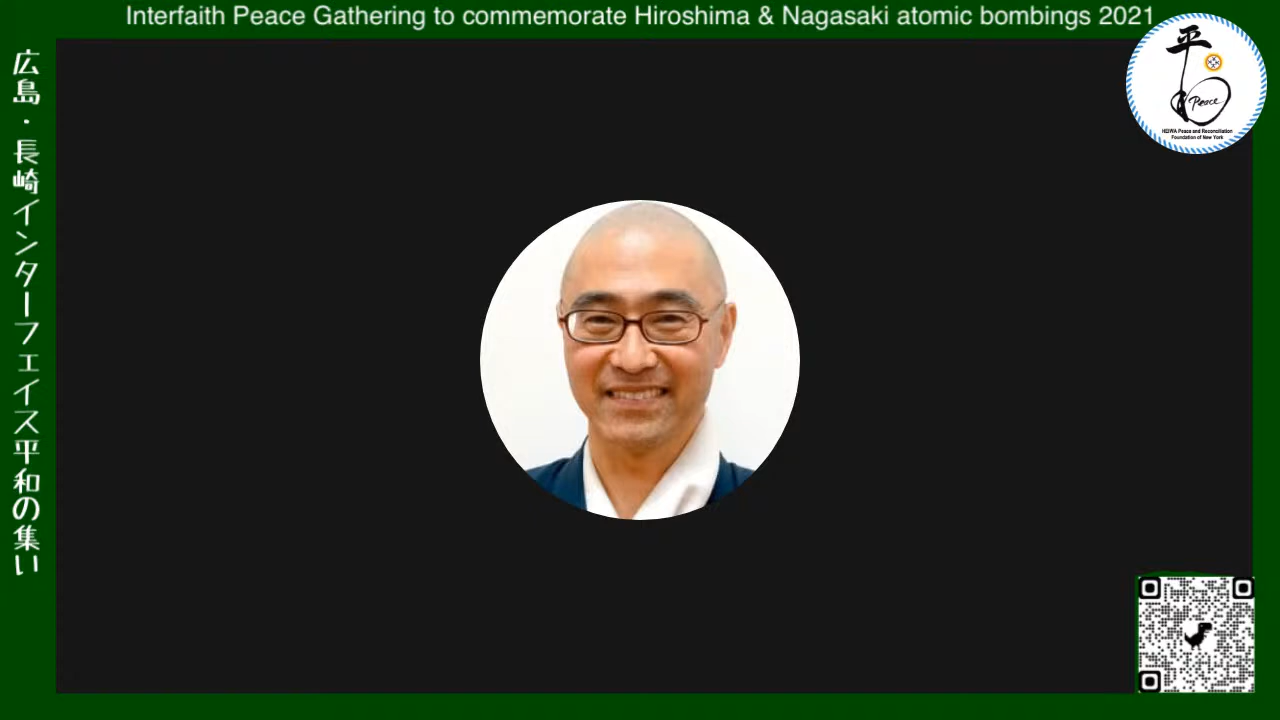 Interfaith Peace Gathering to commemorate Hiroshima & Nagasaki atomic bombings 2021
広島・長崎インターフェイス平和の集い
平
Peace
HEIWA Peace and Reconciliation
Foundation of New York